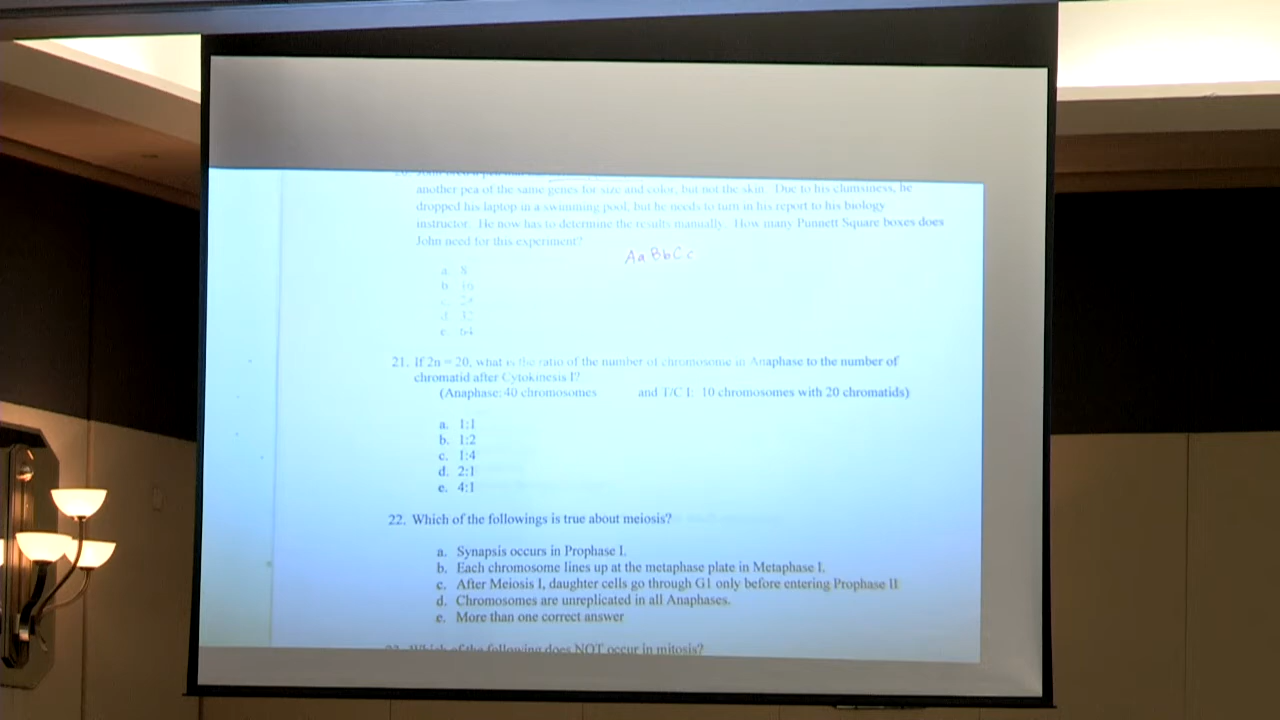 another pea of the same genes for size and color, but not the skin. Due to his clumsiness, he
dropped his laptop in a swimming pool, but he needs to turn in his report to his biology
instructor. He now has to determine the results manually. How many Punnett Square boxes does
John need for this experiment?
AaBbCc
a. 8
b. 16
c. 24
d. 32
e. 64
21. If 2n = 20, what is the ratio of the number of chromosome in Anaphase to the number of
chromatid after Cytokinesis I?
(Anaphase: 40 chromosomes and T/C I: 10 chromosomes with 20 chromatids)
a. 1:1
b. 1:2
c. 1:4
d. 2:1
e. 4:1
22. Which of the followings is true about meiosis?
a. Synapsis occurs in Prophase I.
b. Each chromosome lines up at the metaphase plate in Metaphase I.
c. After Meiosis I, daughter cells go through G1 only before entering Prophase II
d. Chromosomes are unreplicated in all Anaphases.
e. More than one correct answer
23. Which of the following does NOT occur in mitosis?